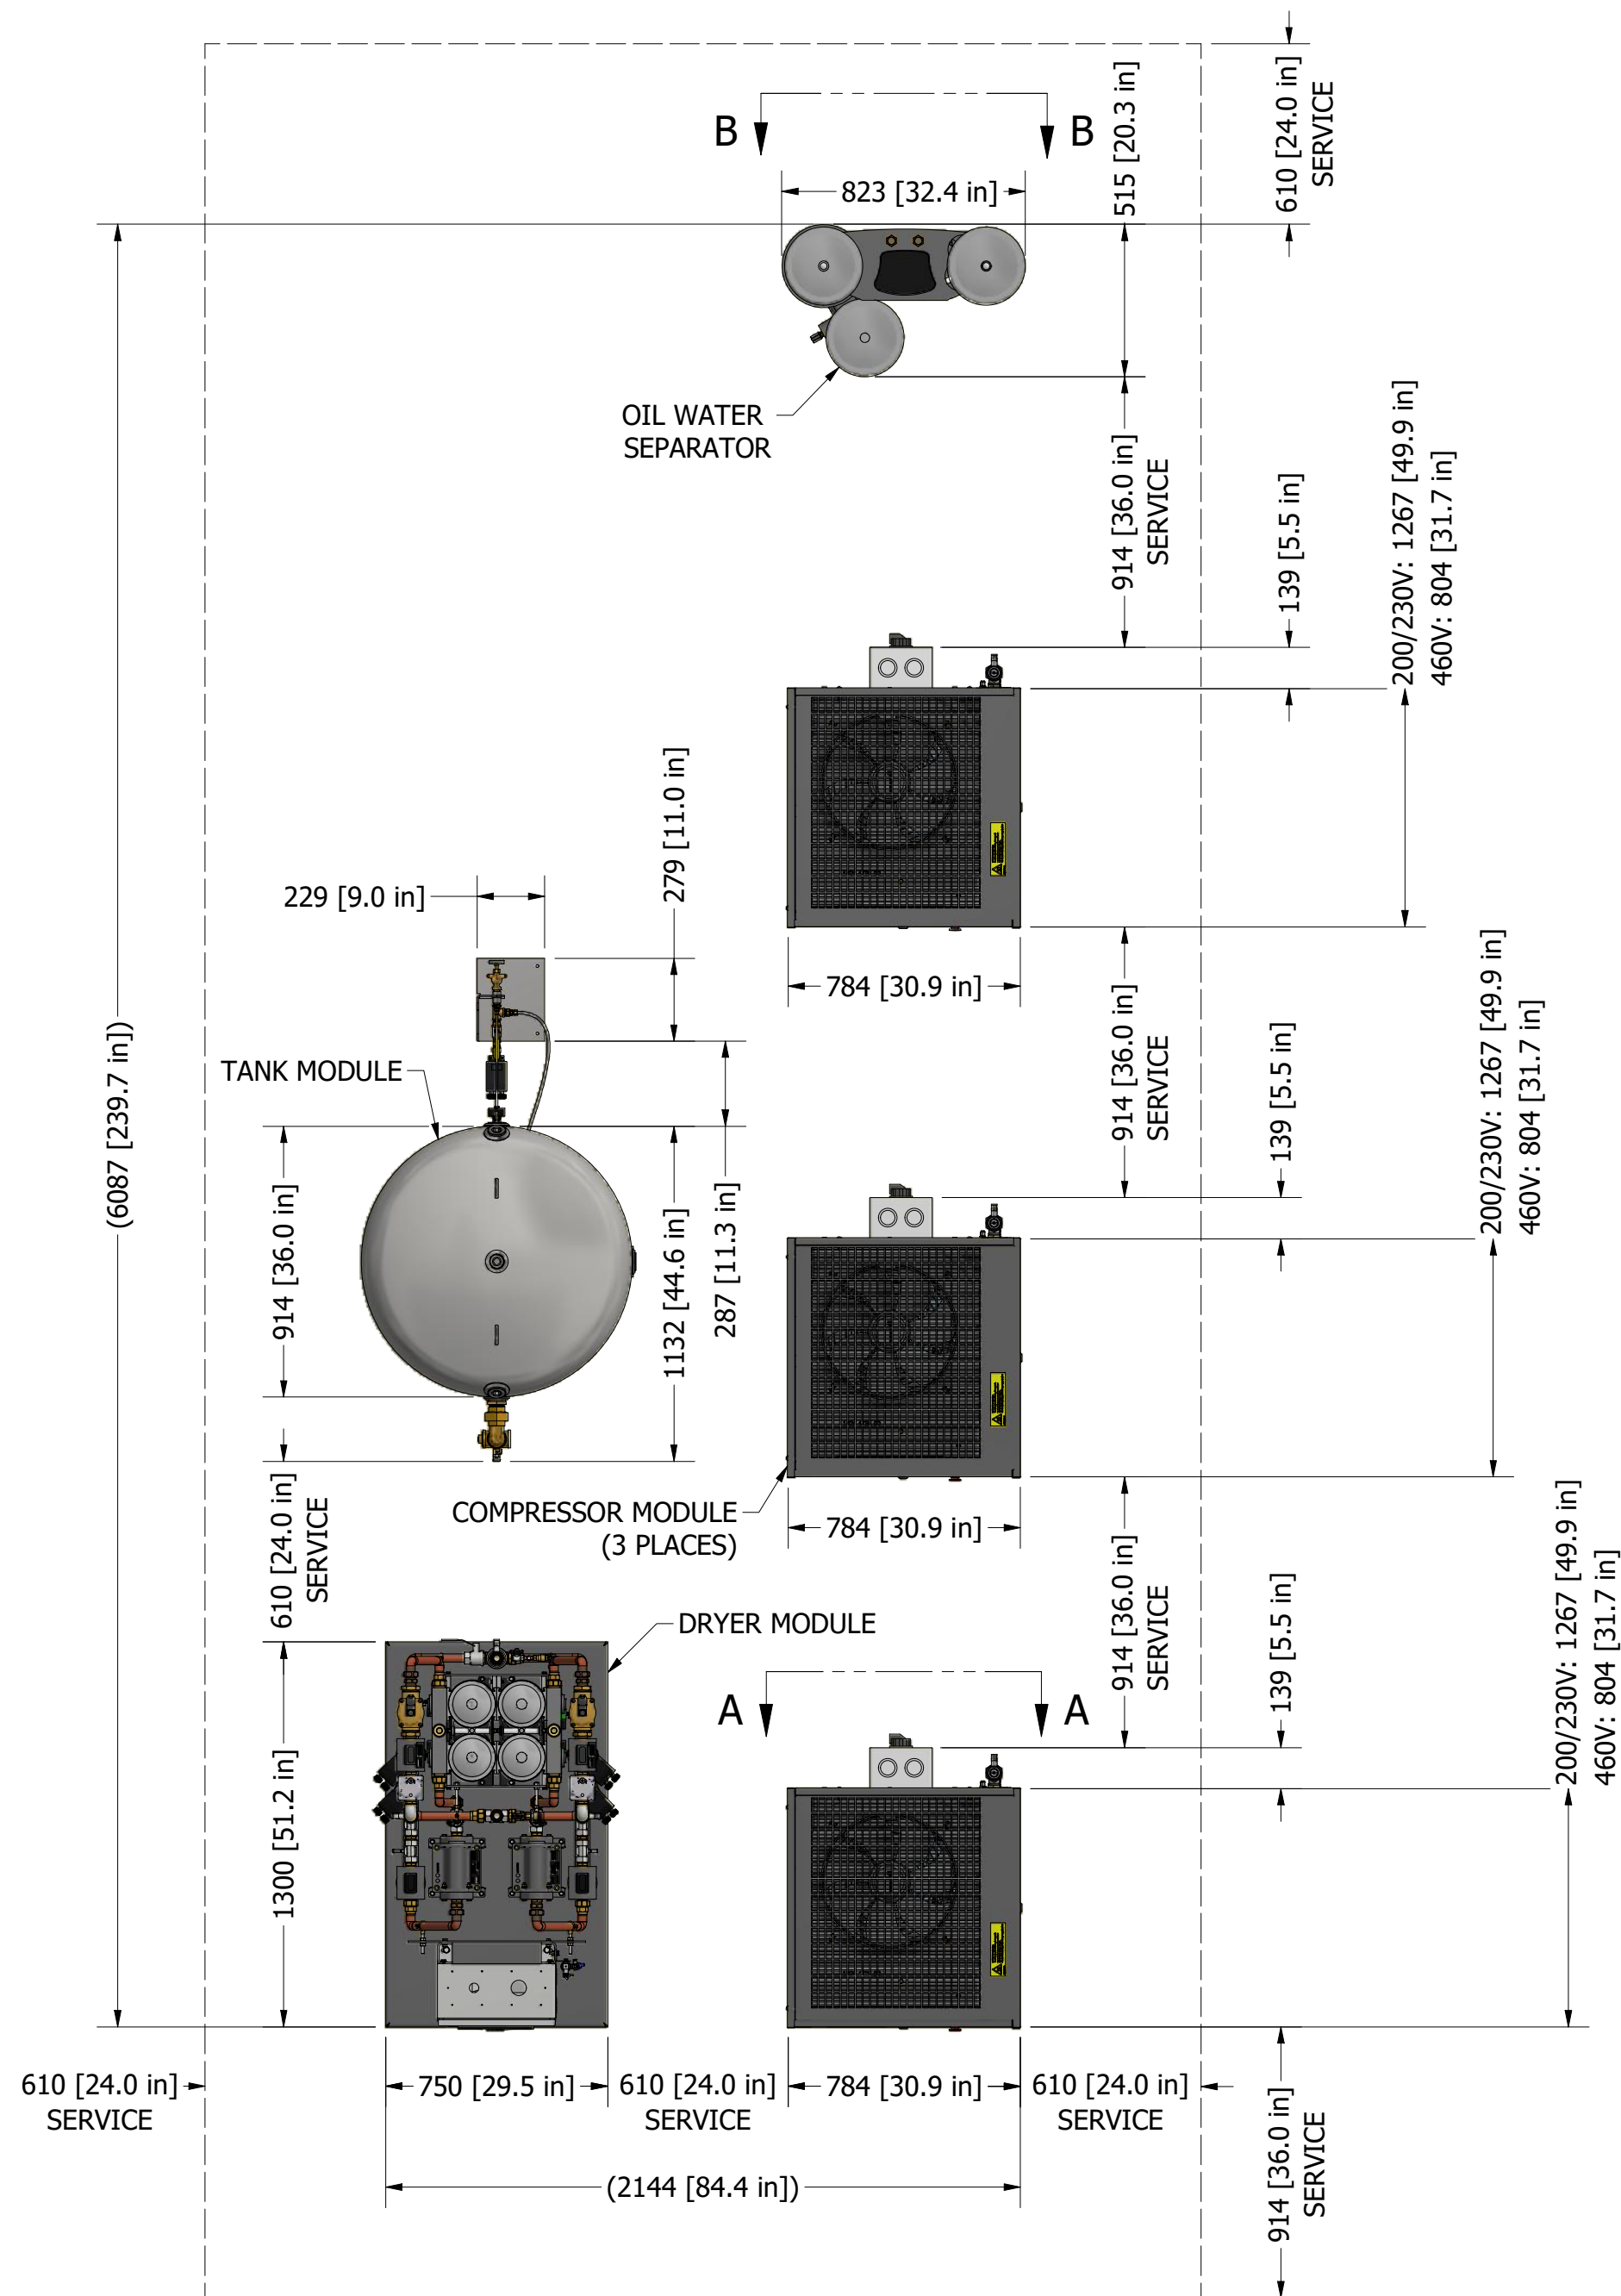 610 [24.0 in]
SERVICE
515 [20.3 in]
B
B
823 [32.4 in]
OIL WATER
SEPARATOR
914 [36.0 in]
SERVICE
139 [5.5 in]
200/230V: 1267 [49.9 in]
460V: 804 [31.7 in]
279 [11.0 in]
229 [9.0 in]
784 [30.9 in]
(6087 [239.7 in])
TANK MODULE
914 [36.0 in]
SERVICE
139 [5.5 in]
200/230V: 1267 [49.9 in]
460V: 804 [31.7 in]
914 [36.0 in]
1132 [44.6 in]
287 [11.3 in]
COMPRESSOR MODULE
(3 PLACES)
784 [30.9 in]
610 [24.0 in]
SERVICE
DRYER MODULE
914 [36.0 in]
SERVICE
139 [5.5 in]
200/230V: 1267 [49.9 in]
460V: 804 [31.7 in]
A
A
1300 [51.2 in]
610 [24.0 in]
SERVICE
750 [29.5 in]
610 [24.0 in]
SERVICE
784 [30.9 in]
610 [24.0 in]
SERVICE
914 [36.0 in]
SERVICE
(2144 [84.4 in])